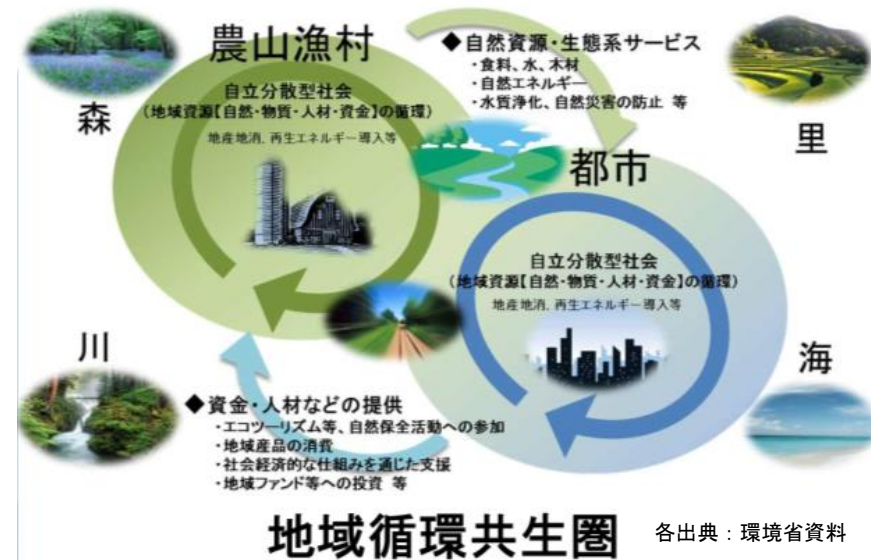 農山漁村
自立分散型社会
(地域資源【自然・物質・人材・資金】の循環)
地産地消、再生エネルギー導入等
◆自然資源・生態系サービス
・食料、水、木材
・自然エネルギー
・水質浄化、自然災害の防止 等
森
里
都市
自立分散型社会
(地域資源【自然・物質・人材・資金】の循環)
地産地消、再生エネルギー導入等
川
海
◆資金・人材などの提供
・エコツーリズム等、自然保全活動への参加
・地域産品の消費
・社会経済的な仕組みを通じた支援
・地域ファンド等への投資 等
地域循環共生圏
各出典：環境省資料